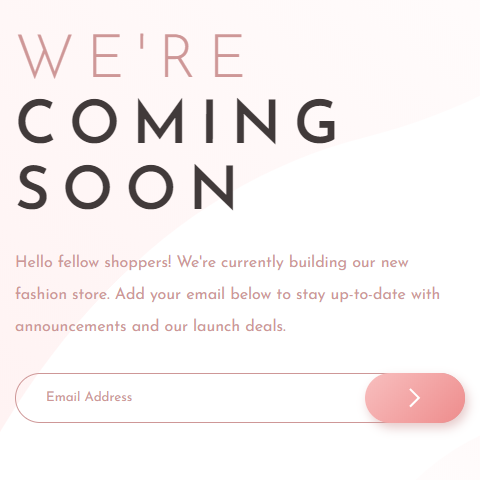 WE'RE
COMING
SOON
Hello fellow shoppers! We're currently building our new
fashion store. Add your email below to stay up-to-date with
announcements and our launch deals.
Email Address